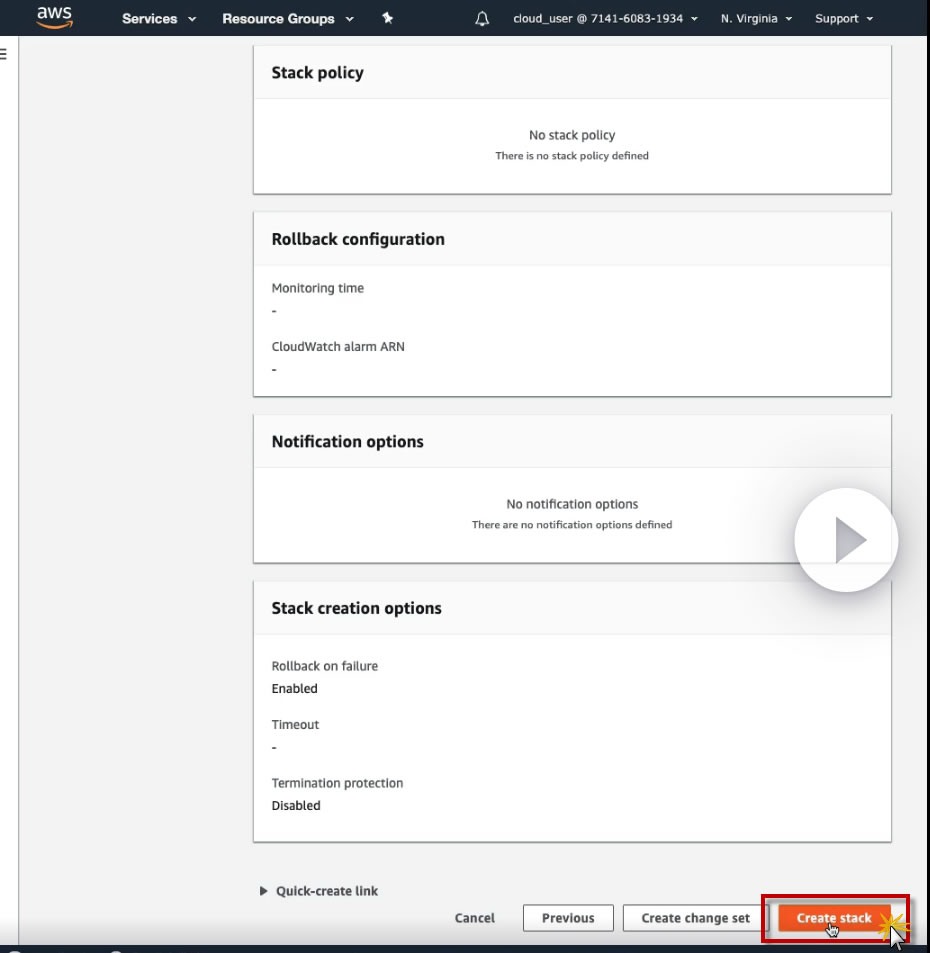 aws Services Resource Groups cloud_user @ 7141-6083-1934 N. Virginia Support
Stack policy
No stack policy
There is no stack policy defined
Rollback configuration
Monitoring time
-
CloudWatch alarm ARN
-
Notification options
No notification options
There are no notification options defined
Stack creation options
Rollback on failure
Enabled
Timeout
-
Termination protection
Disabled
Quick-create link
Cancel Previous Create change set Create stack